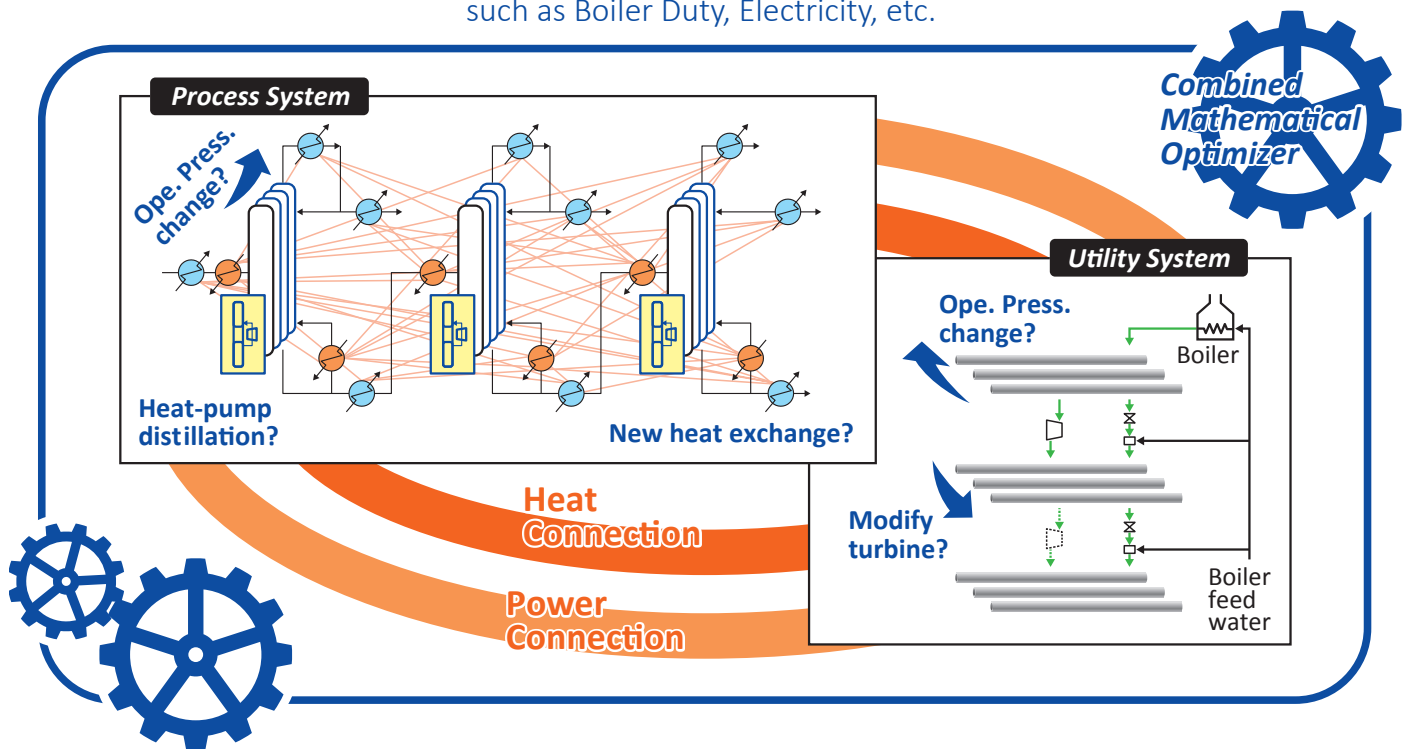 such as Boiler Duty, Electricity, etc.
Process System
Combined
Mathematical
Optimizer
Ope. Press.
change?
Utility System
Ope. Press.
change?
Boiler
Heat-pump
distillation?
New heat exchange?
Heat
Connection
Modify
turbine?
Power
Connection
Boiler
feed
water